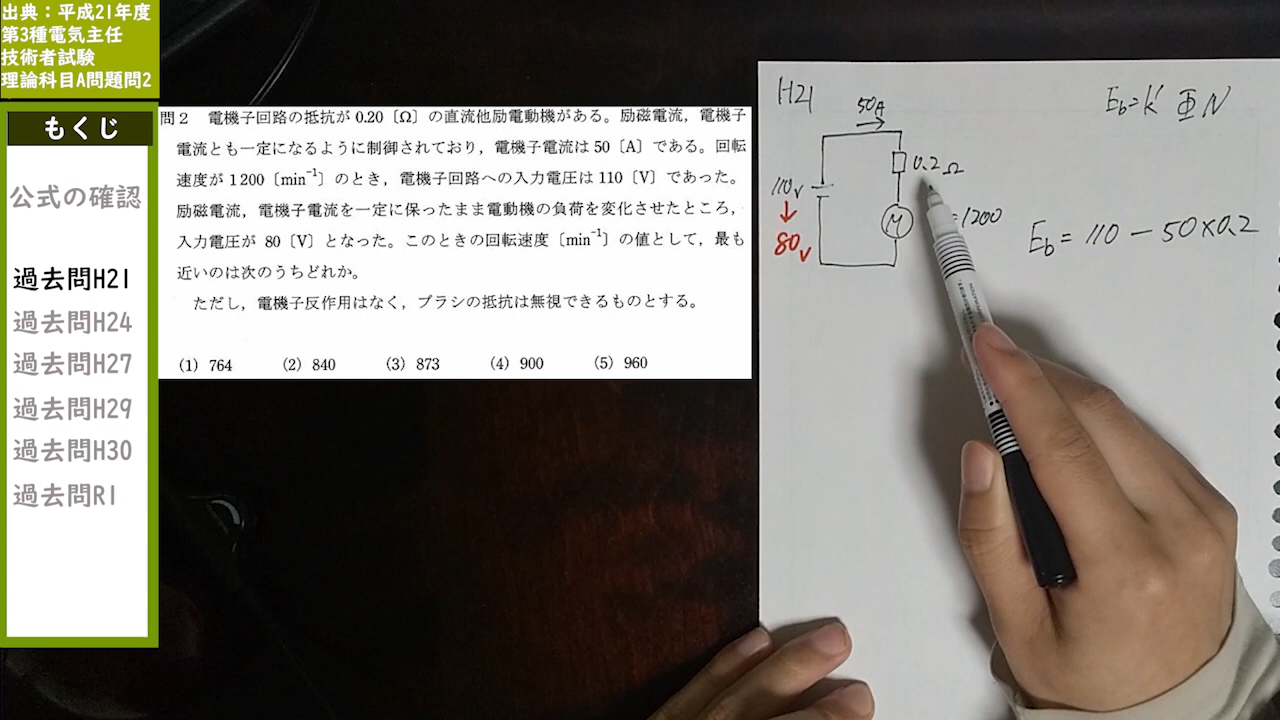 出典：平成21年度
第3種電気主任
技術者試験
理論科目A問題問2
もくじ
公式の確認
過去問H21
過去問H24
過去問H27
過去問H29
過去問H30
過去問R1
問2 電機子回路の抵抗が 0.20〔Ω〕の直流他励電動機がある。励磁電流，電機子
電流とも一定になるように制御されており，電機子電流は 50〔A〕である。回転
速度が 1200〔min⁻¹〕のとき，電機子回路への入力電圧は 110〔V〕であった。
励磁電流，電機子電流を一定に保ったまま電動機の負荷を変化させたところ，
入力電圧が 80〔V〕となった。このときの回転速度〔min⁻¹〕の値として，最も
近いのは次のうちどれか。
ただし，電機子反作用はなく，ブラシの抵抗は無視できるものとする。
(1) 764 (2) 840 (3) 873 (4) 900 (5) 960
H21
Eb=K' ΦN
50A
0.2Ω
110V
80V
M
=1200
Eb= 110 − 50×0.2